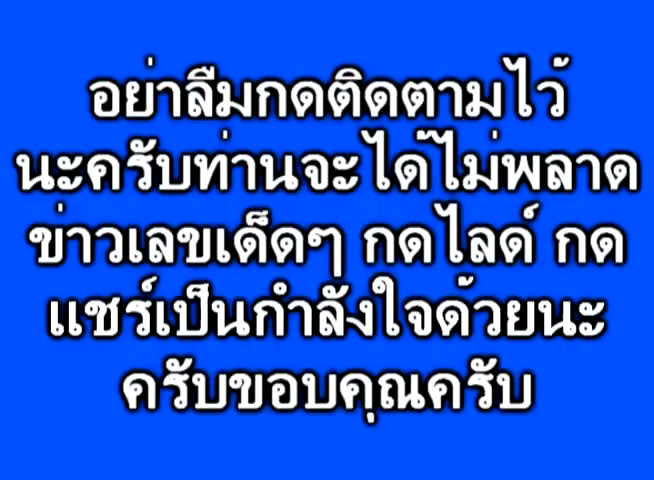 อย่าลืมกดติดตามไว้
นะครับท่านจะได้ไม่พลาด
ข่าวเลขเด็ดๆ กดไลด์ กด
แชร์เป็นกำลังใจด้วยนะ
ครับขอบคุณครับ